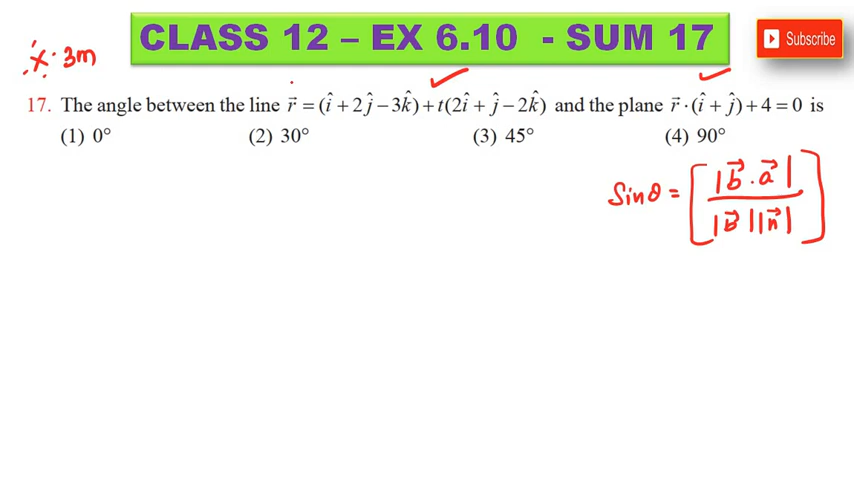 CLASS 12 – EX 6.10 - SUM 17
Subscribe
X 3m
17. The angle between the line r⃗ = (î + 2ĵ − 3k̂) + t(2î + ĵ − 2k̂) and the plane r⃗ · (î + ĵ) + 4 = 0 is
(1) 0° (2) 30° (3) 45° (4) 90°
Sinθ = [ |b⃗ · a⃗| / |b⃗| |n⃗| ]